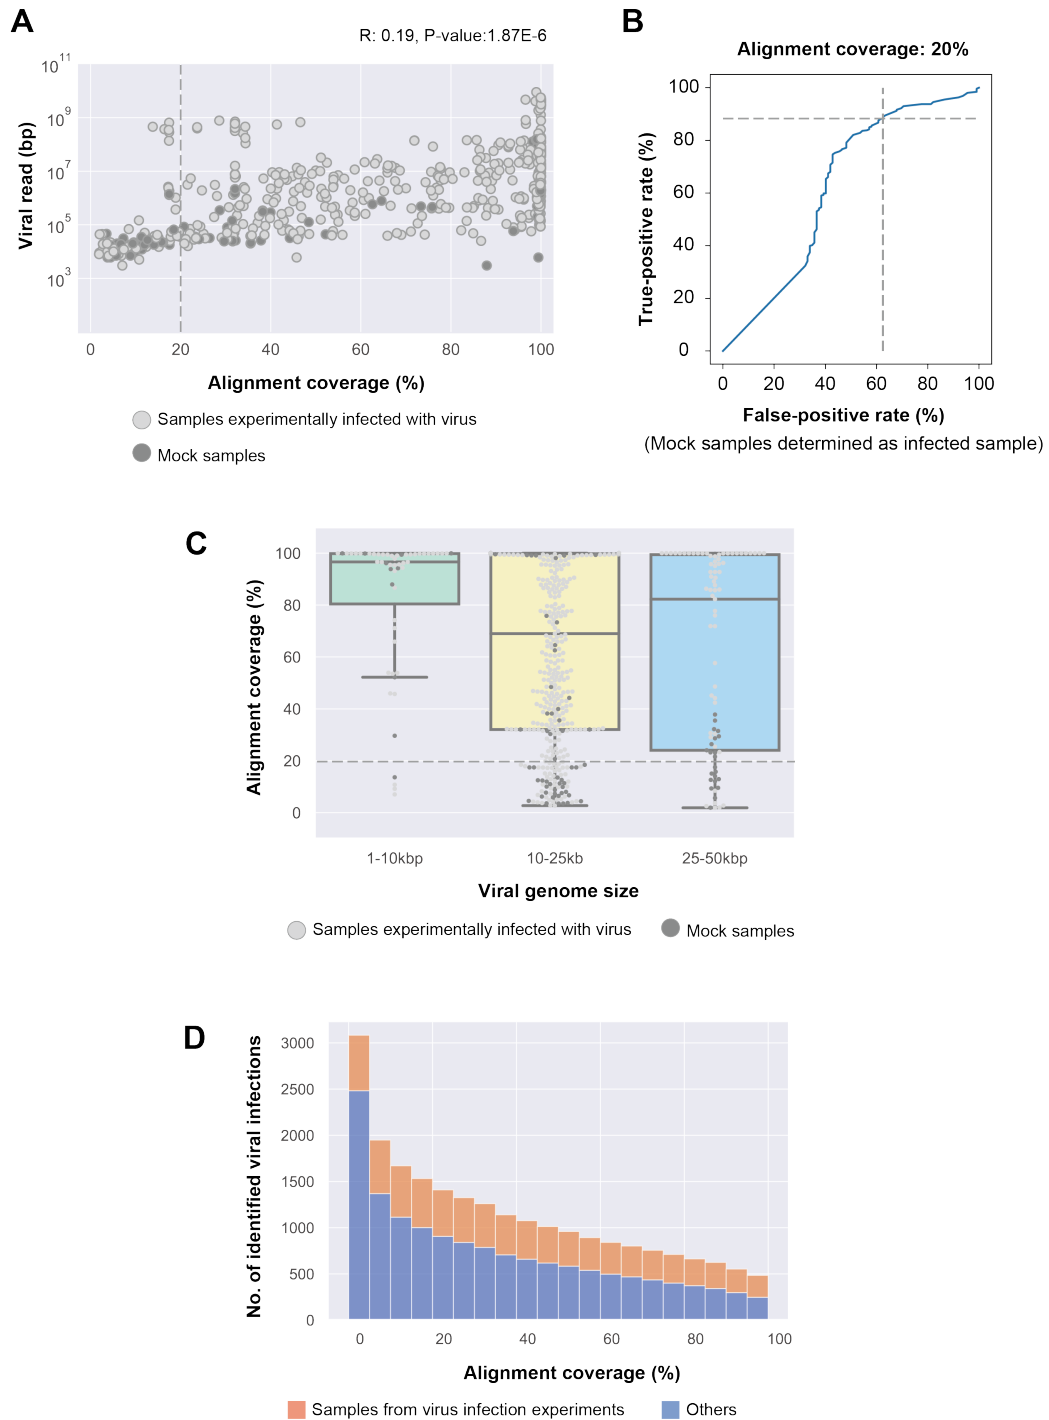 A
R: 0.19, P-value:1.87E-6
Viral read (bp)
10^11
10^9
10^7
10^5
10^3
0 20 40 60 80 100
Alignment coverage (%)
Samples experimentally infected with virus
Mock samples
B
Alignment coverage: 20%
True-positive rate (%)
100
80
60
40
20
0
0 20 40 60 80 100
False-positive rate (%)
(Mock samples determined as infected sample)
C
Alignment coverage (%)
100
80
60
40
20
0
1-10kbp 10-25kb 25-50kbp
Viral genome size
Samples experimentally infected with virus Mock samples
D
No. of identified viral infections
3000
2500
2000
1500
1000
500
0
0 20 40 60 80 100
Alignment coverage (%)
Samples from virus infection experiments Others